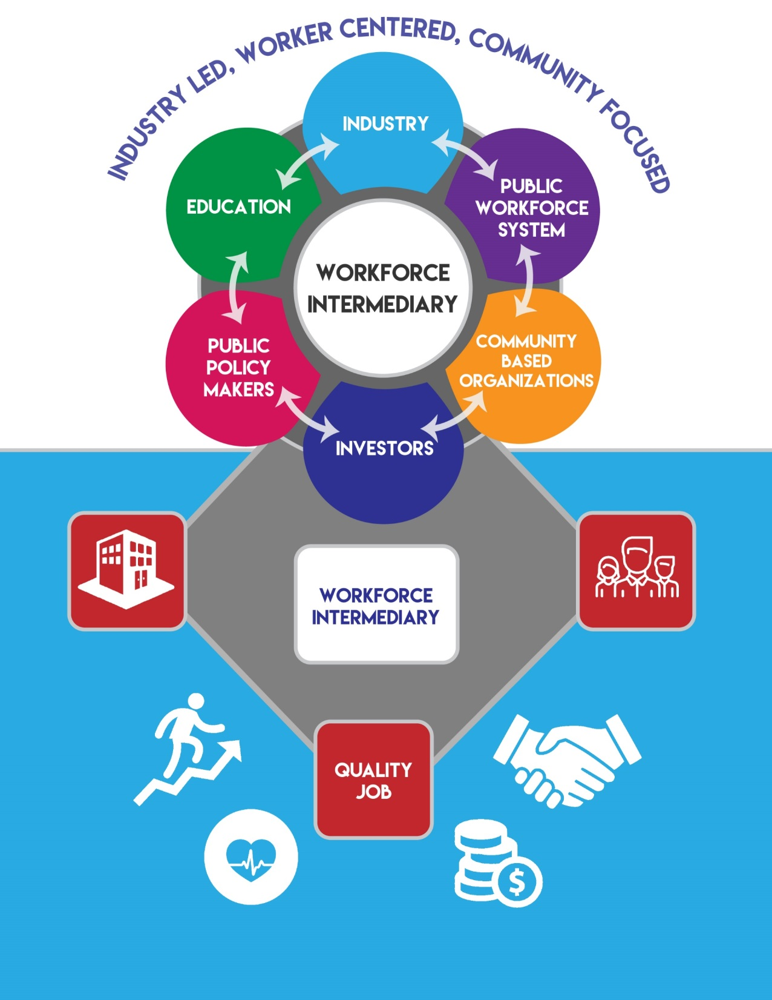 INDUSTRY LED, WORKER CENTERED, COMMUNITY FOCUSED
INDUSTRY
EDUCATION
PUBLIC
WORKFORCE
SYSTEM
WORKFORCE
INTERMEDIARY
PUBLIC
POLICY
MAKERS
COMMUNITY
BASED
ORGANIZATIONS
INVESTORS
WORKFORCE
INTERMEDIARY
QUALITY
JOB
$